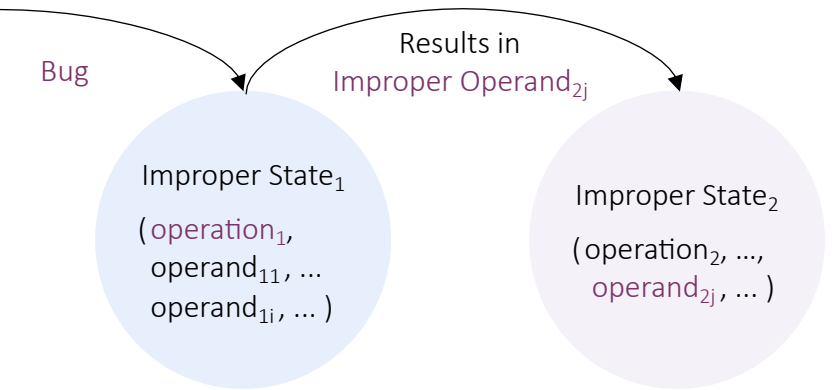 Bug
Results in
Improper Operand₂ⱼ
Improper State₁
(operation₁,
operand₁₁, ...
operand₁ᵢ, ... )
Improper State₂
(operation₂, ...,
operand₂ⱼ, ... )